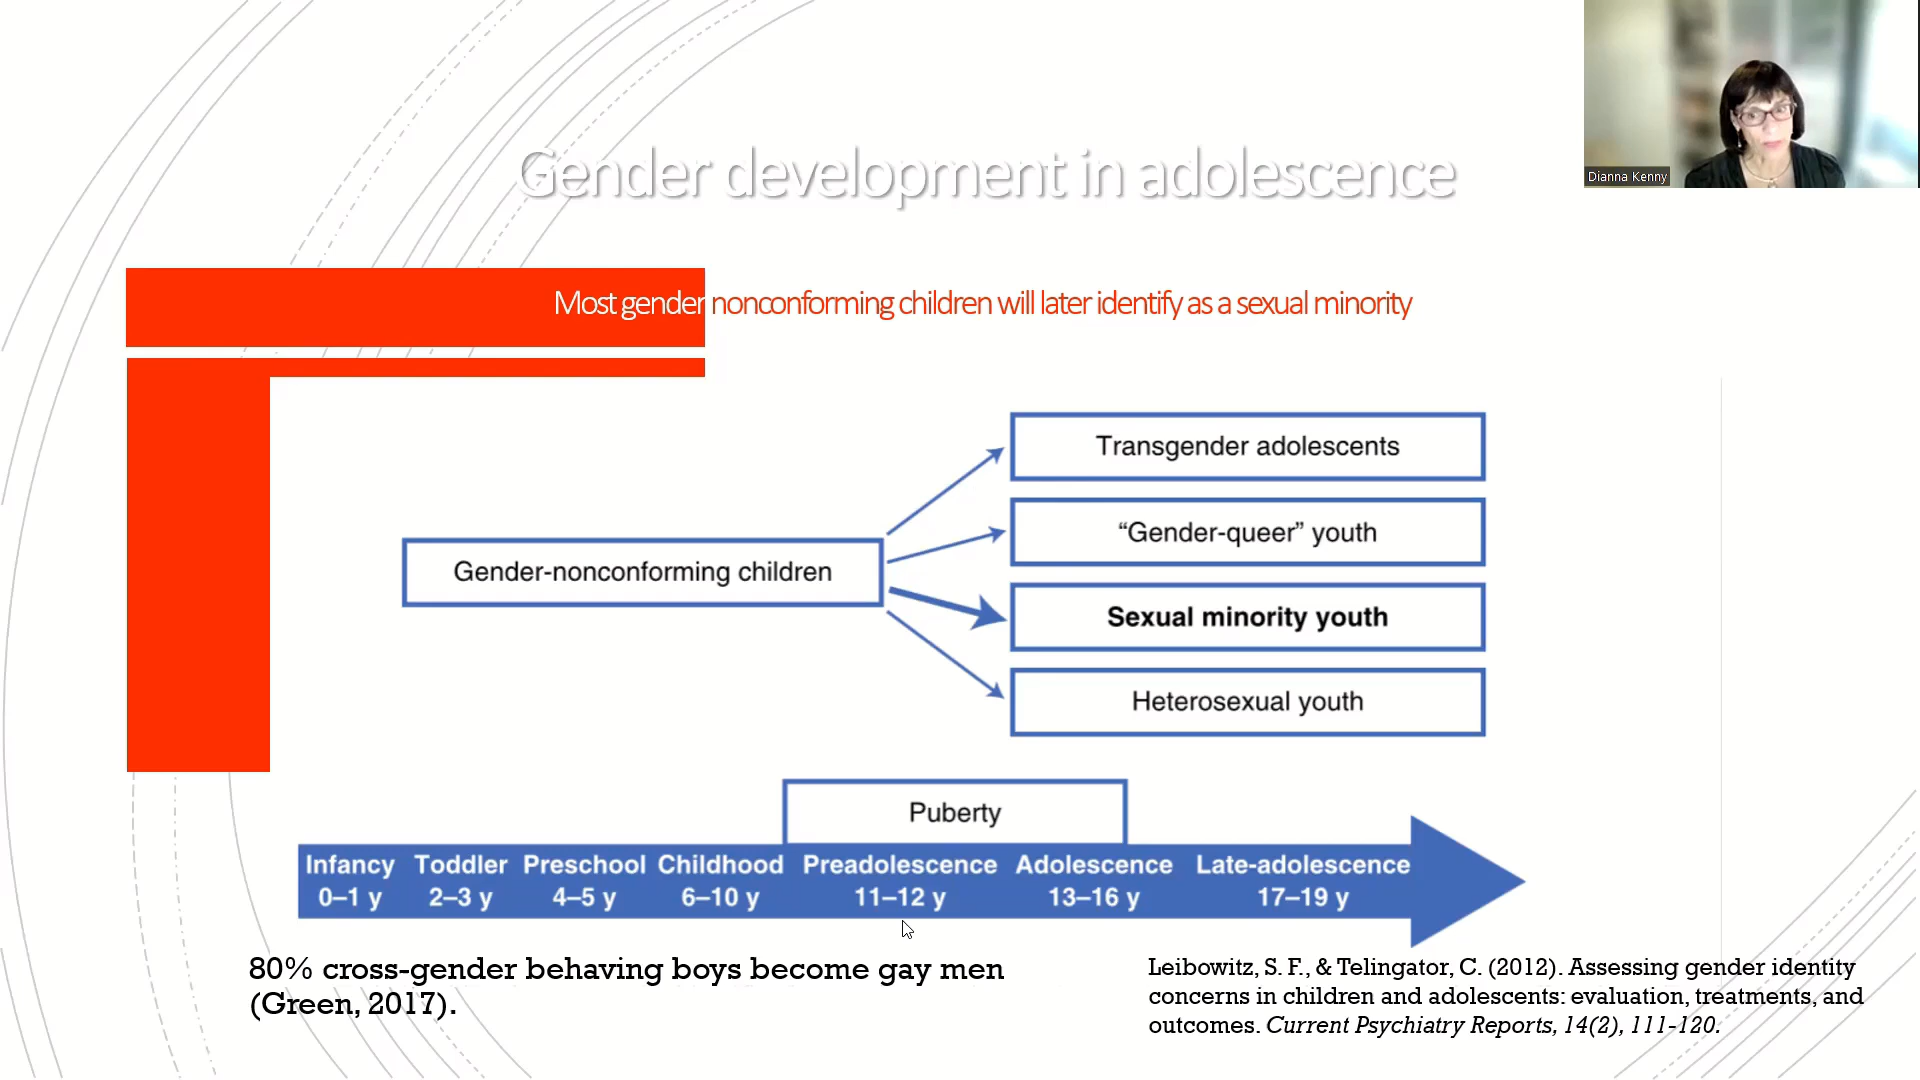 Dianna Kenny
Gender development in adolescence
Most gender nonconforming children will later identify as a sexual minority
Transgender adolescents
“Gender-queer” youth
Gender-nonconforming children
Sexual minority youth
Heterosexual youth
Puberty
Infancy Toddler Preschool Childhood Preadolescence Adolescence Late-adolescence
0–1 y 2–3 y 4–5 y 6–10 y 11–12 y 13–16 y 17–19 y
80% cross-gender behaving boys become gay men
(Green, 2017).
Leibowitz, S. F., & Telingator, C. (2012). Assessing gender identity
concerns in children and adolescents: evaluation, treatments, and
outcomes. Current Psychiatry Reports, 14(2), 111-120.